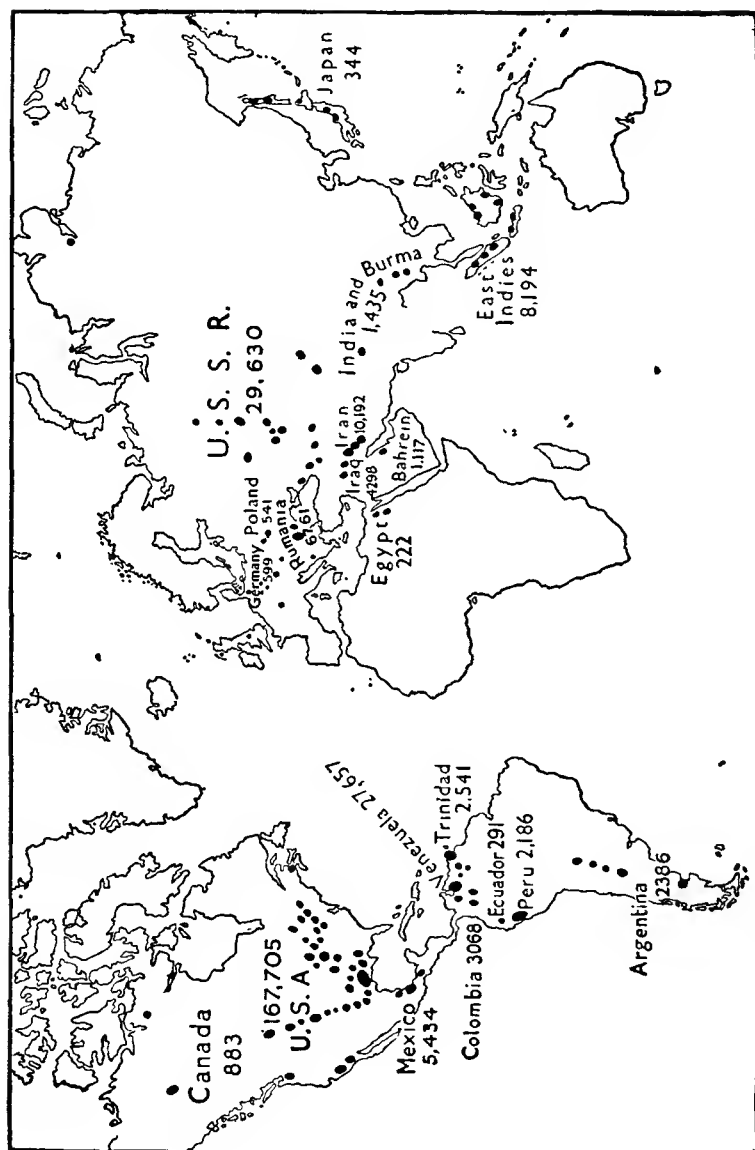 Canada
883
167,705
U.S.A
Mexico
5,434
Venezuela 27,657
Trinidad
2.541
Colombia 3068
Ecuador 291
Peru 2,186
Argentina
2386
U. S. S. R.
29.630
Germany
599
Poland
541
Rumania
6761
Iraq
4298
Iran
10,192
Bahrein
1.117
Egypt
222
India and Burma
1,435
East
Indies
8,194
Japan
344